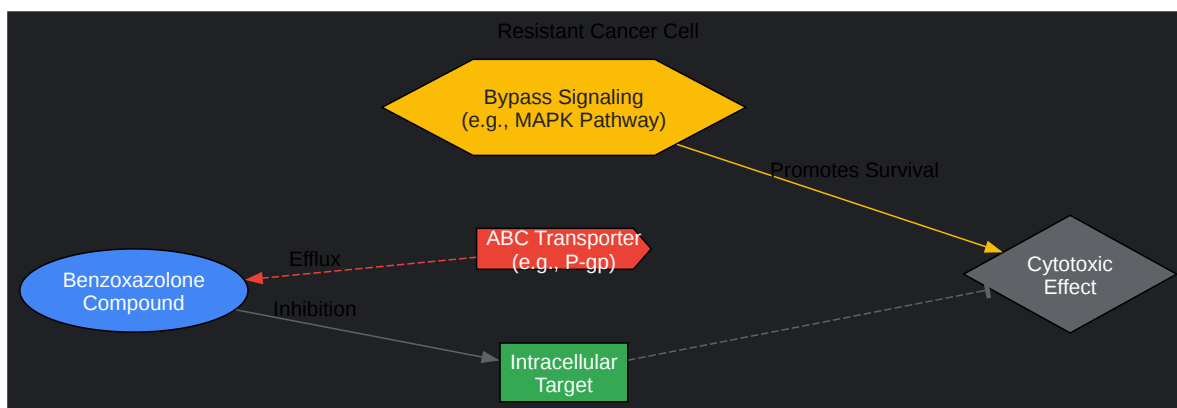 Resistant Cancer Cell
Bypass Signaling
(e.g., MAPK Pathway)
Promotes Survival
ABC Transporter
(e.g., P-gp)
Efflux
Benzoxazolone
Compound
Cytotoxic
Effect
Inhibition
Intracellular
Target